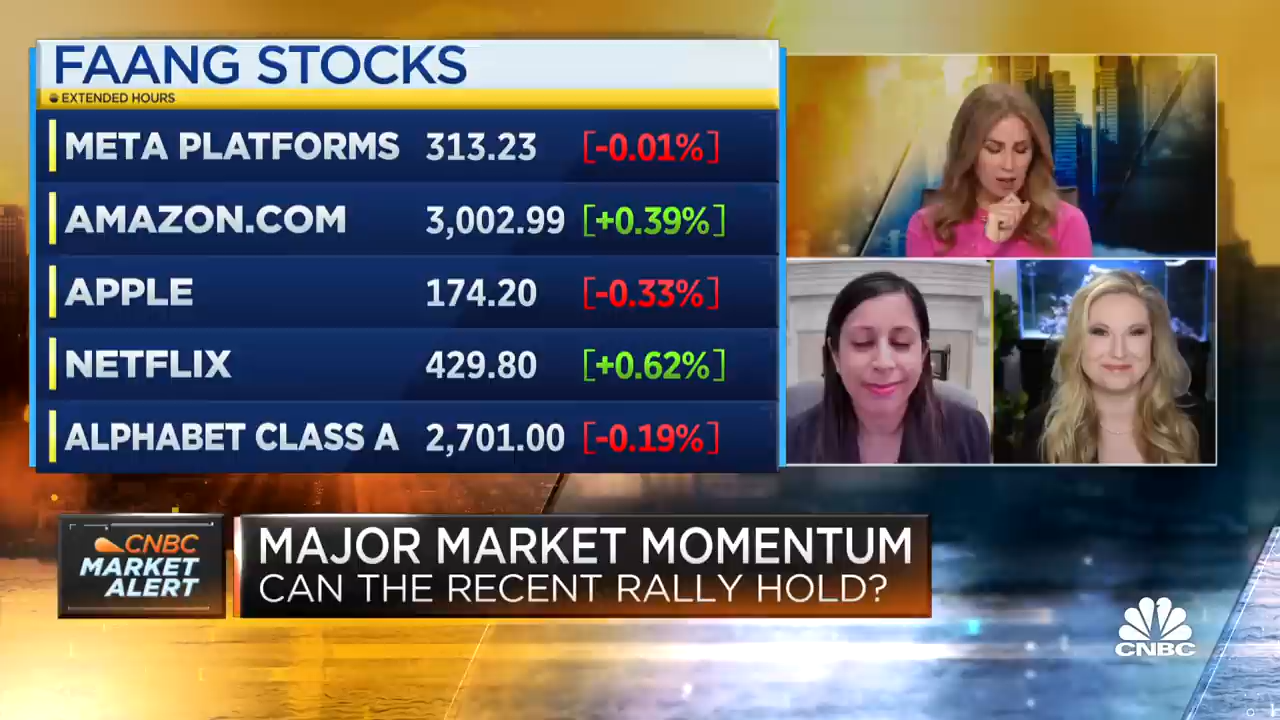 FAANG STOCKS
EXTENDED HOURS
META PLATFORMS 313.23 [-0.01%]
AMAZON.COM 3,002.99 [+0.39%]
APPLE 174.20 [-0.33%]
NETFLIX 429.80 [+0.62%]
ALPHABET CLASS A 2,701.00 [-0.19%]
CNBC
MARKET
ALERT
MAJOR MARKET MOMENTUM
CAN THE RECENT RALLY HOLD?
CNBC